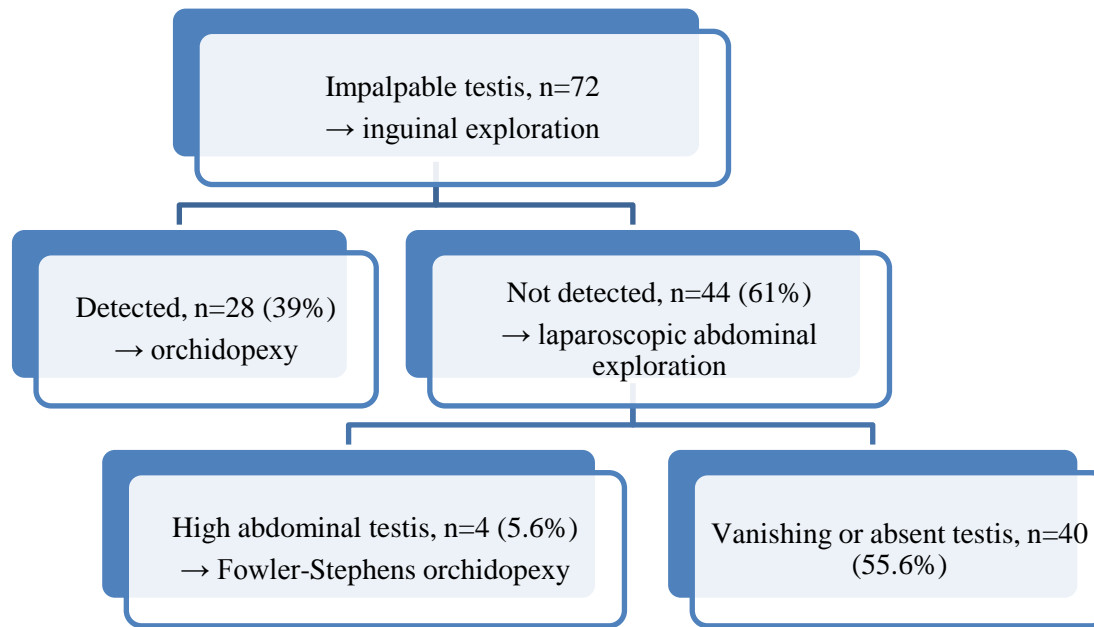 Impalpable testis, n=72
→ inguinal exploration
Detected, n=28 (39%)
→ orchidopexy
Not detected, n=44 (61%)
→ laparoscopic abdominal
exploration
High abdominal testis, n=4 (5.6%)
→ Fowler-Stephens orchidopexy
Vanishing or absent testis, n=40
(55.6%)